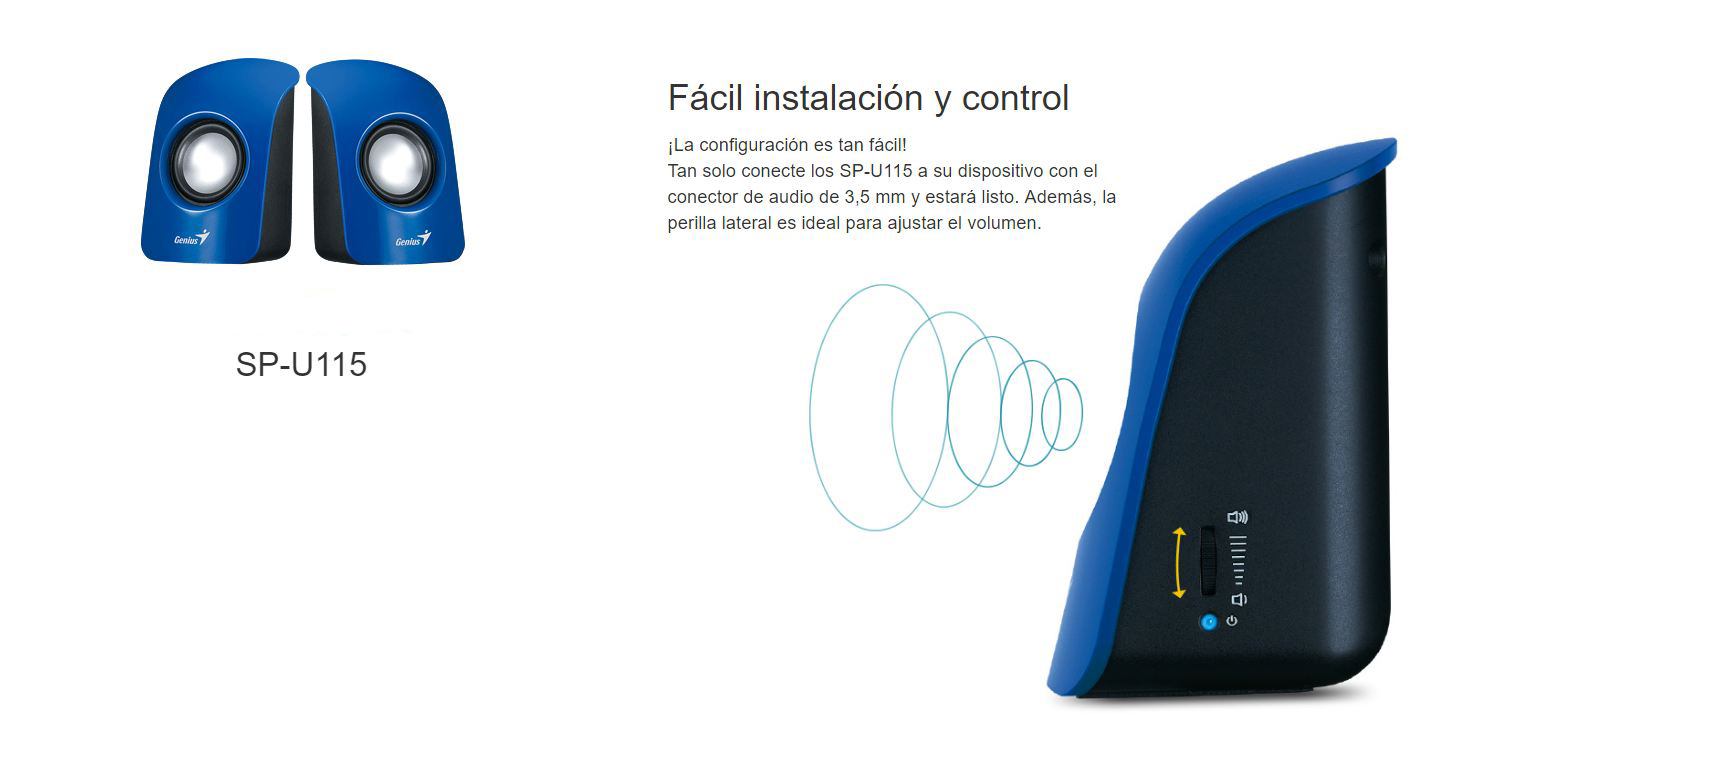 Genius
Genius
SP-U115
Fácil instalación y control
¡La configuración es tan fácil!
Tan solo conecte los SP-U115 a su dispositivo con el
conector de audio de 3,5 mm y estará listo. Además, la
perilla lateral es ideal para ajustar el volumen.